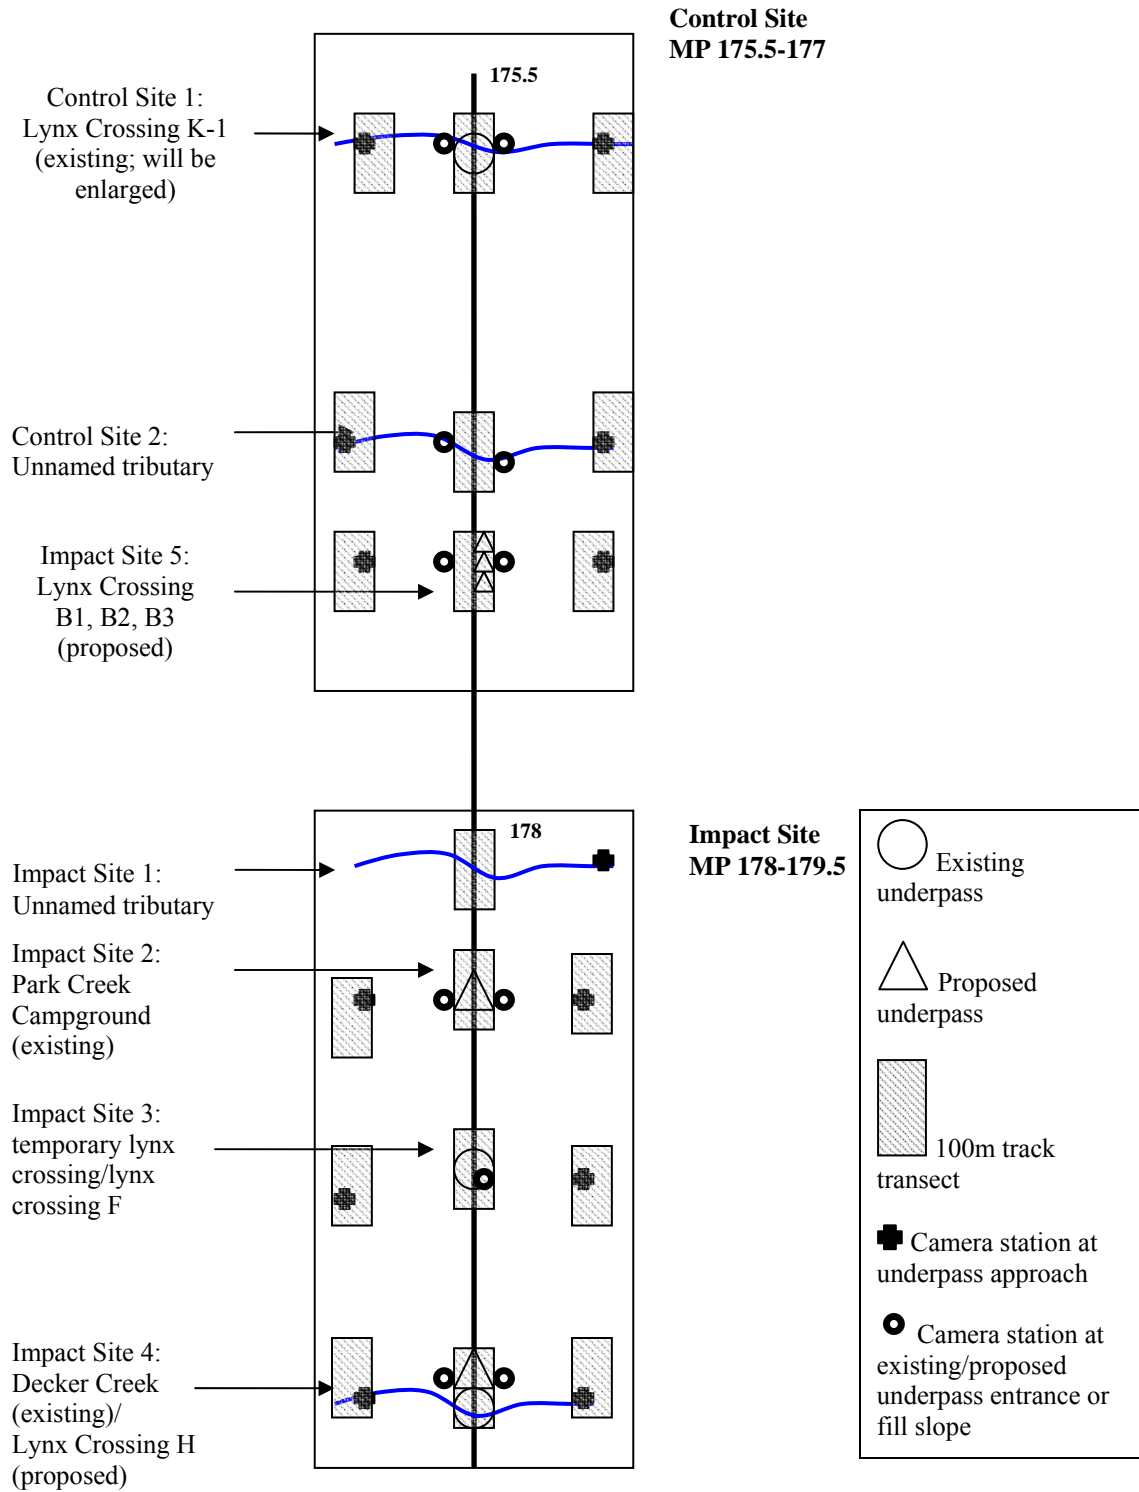 Control Site
MP 175.5-177
175.5
Control Site 1:
Lynx Crossing K-1
(existing; will be
enlarged)
Control Site 2:
Unnamed tributary
Impact Site 5:
Lynx Crossing
B1, B2, B3
(proposed)
178
Impact Site
MP 178-179.5
Impact Site 1:
Unnamed tributary
Impact Site 2:
Park Creek
Campground
(existing)
Impact Site 3:
temporary lynx
crossing/lynx
crossing F
Impact Site 4:
Decker Creek
(existing)/
Lynx Crossing H
(proposed)
Existing
underpass
Proposed
underpass
100m track
transect
Camera station at
underpass approach
Camera station at
existing/proposed
underpass entrance or
fill slope